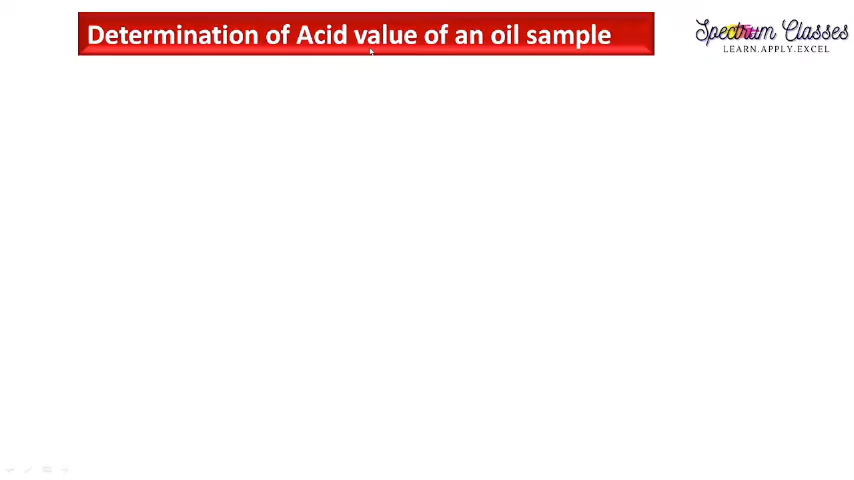 Determination of Acid value of an oil sample
Spectrum Classes
LEARN.APPLY.EXCEL